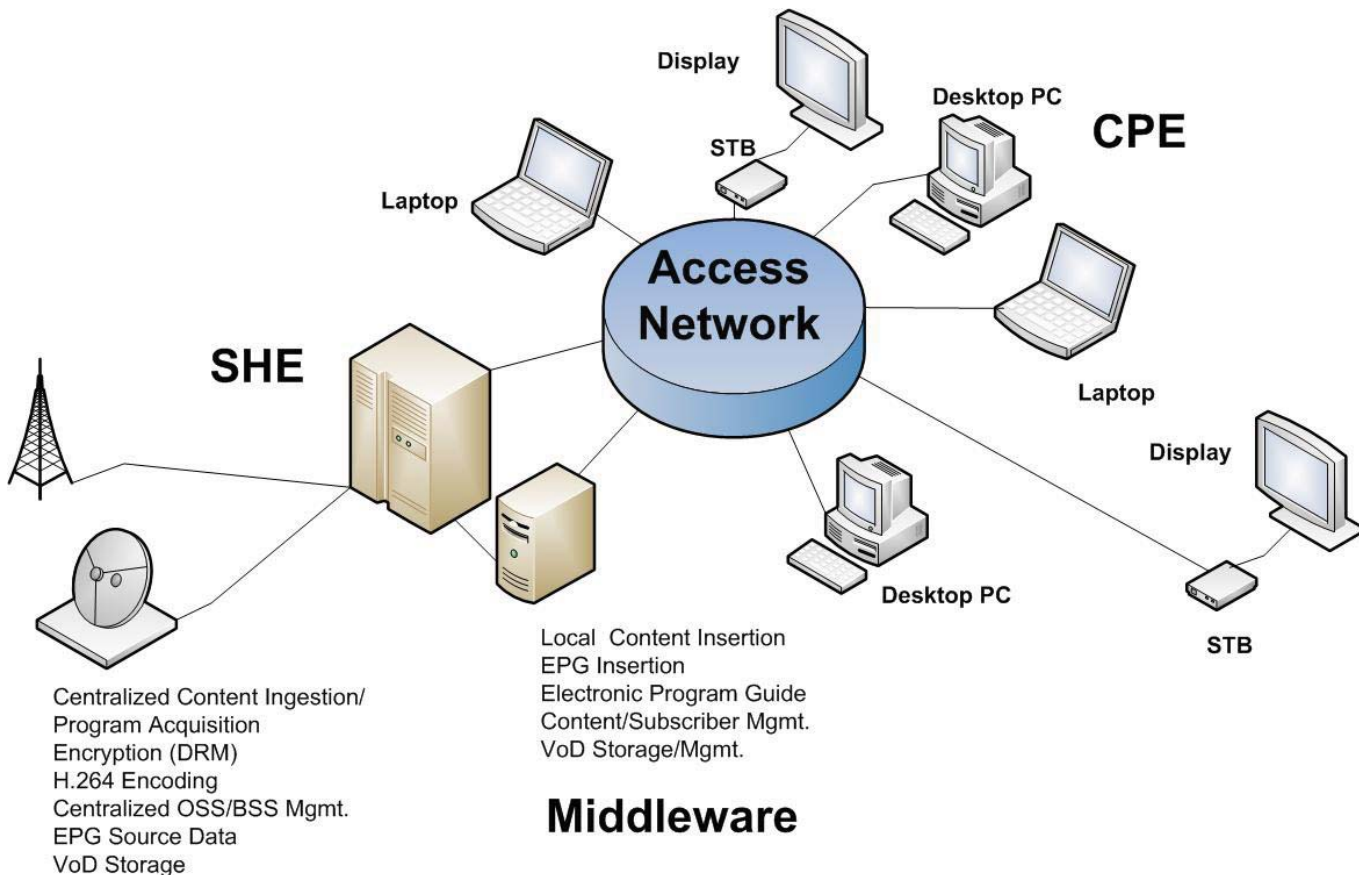 Display
Desktop PC
CPE
STB
Laptop
Access
Network
SHE
Laptop
Display
Desktop PC
STB
Local  Content Insertion
EPG Insertion
Electronic Program Guide
Content/Subscriber Mgmt.
VoD Storage/Mgmt.
Middleware
Centralized Content Ingestion/
Program Acquisition
Encryption (DRM)
H.264 Encoding
Centralized OSS/BSS Mgmt.
EPG Source Data
VoD Storage